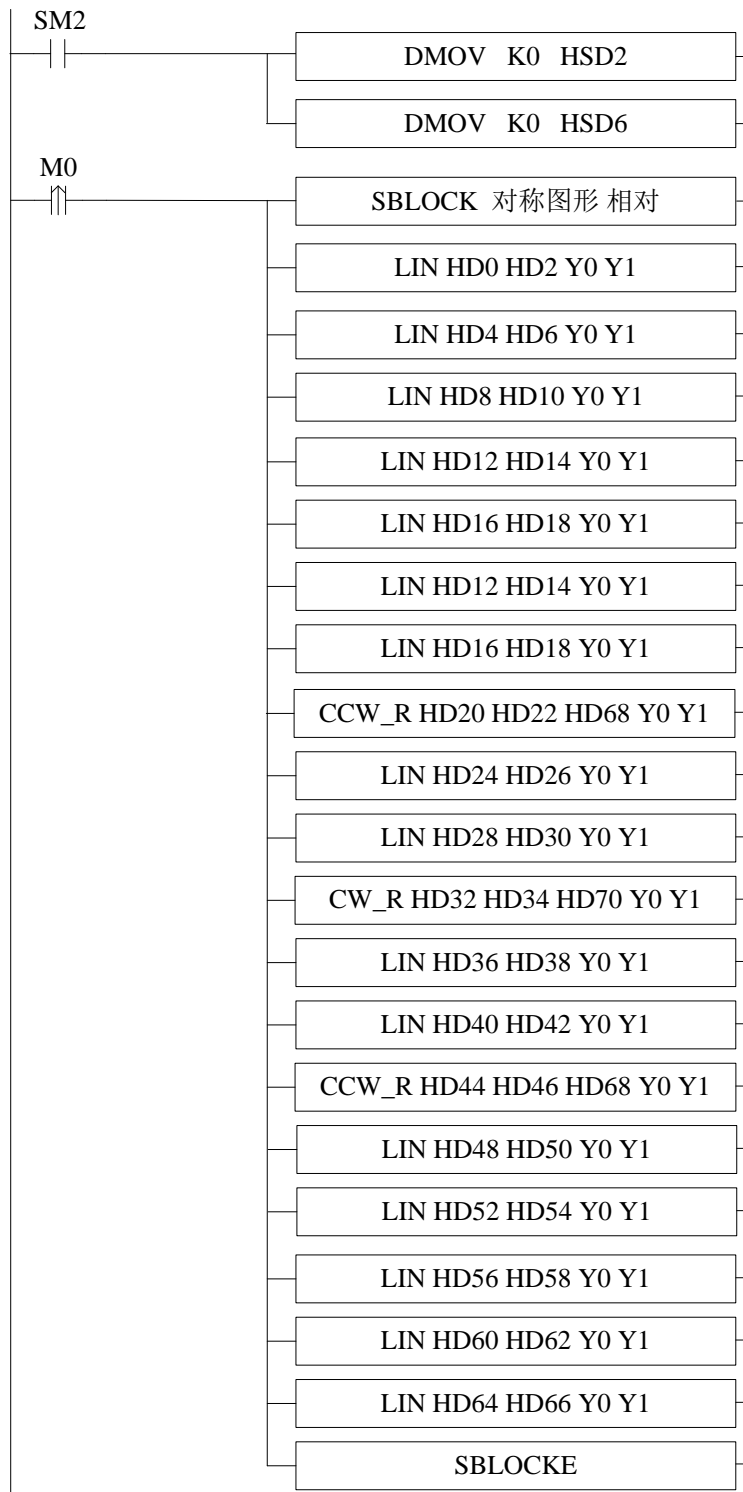 SM2
DMOV K0 HSD2
DMOV K0 HSD6
M0
SBLOCK 对称图形 相对
LIN HD0 HD2 Y0 Y1
LIN HD4 HD6 Y0 Y1
LIN HD8 HD10 Y0 Y1
LIN HD12 HD14 Y0 Y1
LIN HD16 HD18 Y0 Y1
LIN HD12 HD14 Y0 Y1
LIN HD16 HD18 Y0 Y1
CCW_R HD20 HD22 HD68 Y0 Y1
LIN HD24 HD26 Y0 Y1
LIN HD28 HD30 Y0 Y1
CW_R HD32 HD34 HD70 Y0 Y1
LIN HD36 HD38 Y0 Y1
LIN HD40 HD42 Y0 Y1
CCW_R HD44 HD46 HD68 Y0 Y1
LIN HD48 HD50 Y0 Y1
LIN HD52 HD54 Y0 Y1
LIN HD56 HD58 Y0 Y1
LIN HD60 HD62 Y0 Y1
LIN HD64 HD66 Y0 Y1
SBLOCKE